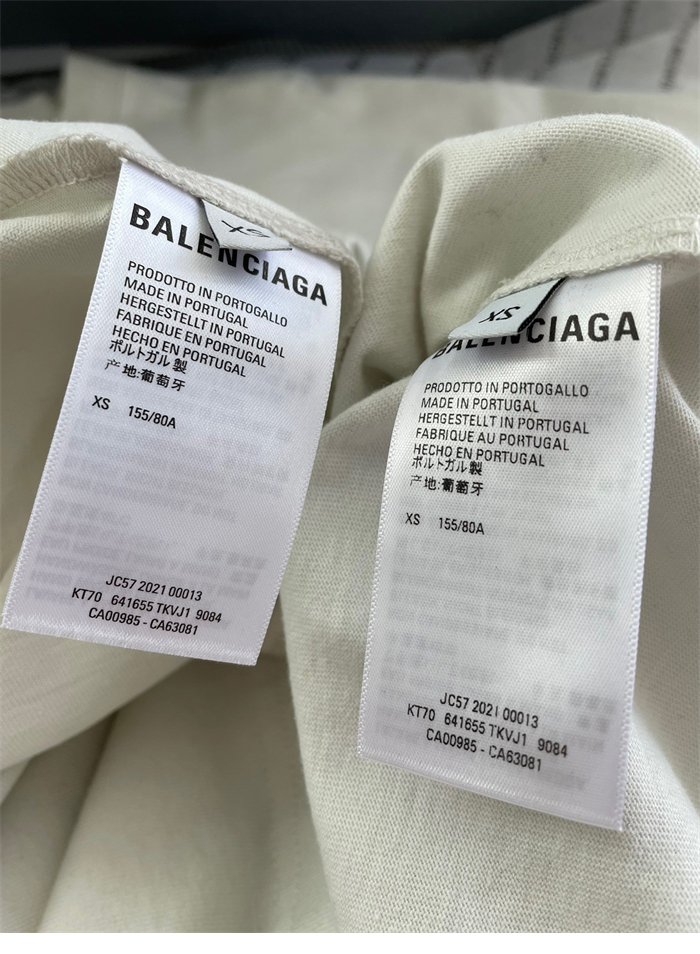 XS
BALENCIAGA
PRODOTTO IN PORTOGALLO
MADE IN PORTUGAL
HERGESTELLT IN PORTUGAL
FABRIQUE EN PORTUGAL
HECHO EN PORTUGAL
ポルトガル製
产地:葡萄牙
XS 155/80A
JC57 2021 00013
KT70 641655 TKVJ1 9084
CA00985 - CA63081
XS
BALENCIAGA
PRODOTTO IN PORTOGALLO
MADE IN PORTUGAL
HERGESTELLT IN PORTUGAL
FABRIQUE AU PORTUGAL
HECHO EN PORTUGAL
ポルトガル製
产地:葡萄牙
XS 155/80A
JC57 2021 00013
KT70 641655 TKVJ1 9084
CA00985 - CA63081